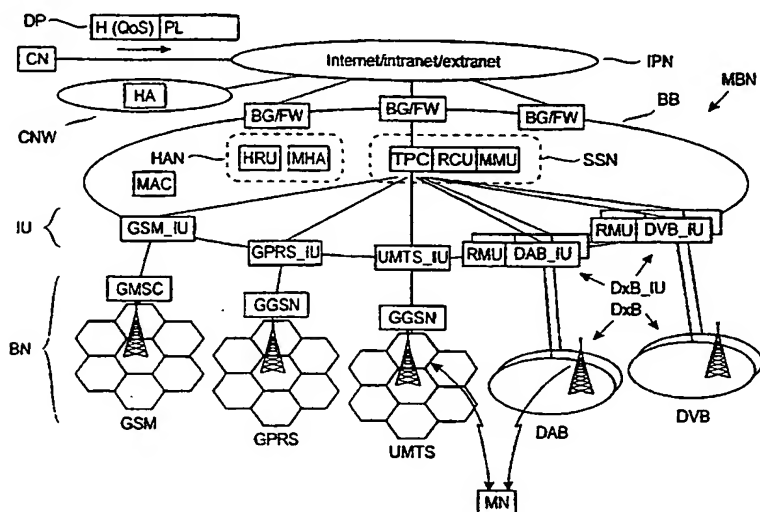 DP
H (QoS) PL
CN
Internet/intranet/extranet
IPN
HA
CNW
BG/FW
BG/FW
BG/FW
BB
MBN
HAN
HRU
MHA
TPC RCU MMU
SSN
MAC
IU
GSM_IU
GPRS_IU
UMTS_IU
RMU DAB_IU
RMU DVB_IU
DxB_IU
DxB
BN
GMSC
GGSN
GGSN
GSM
GPRS
UMTS
DAB
DVB
MN